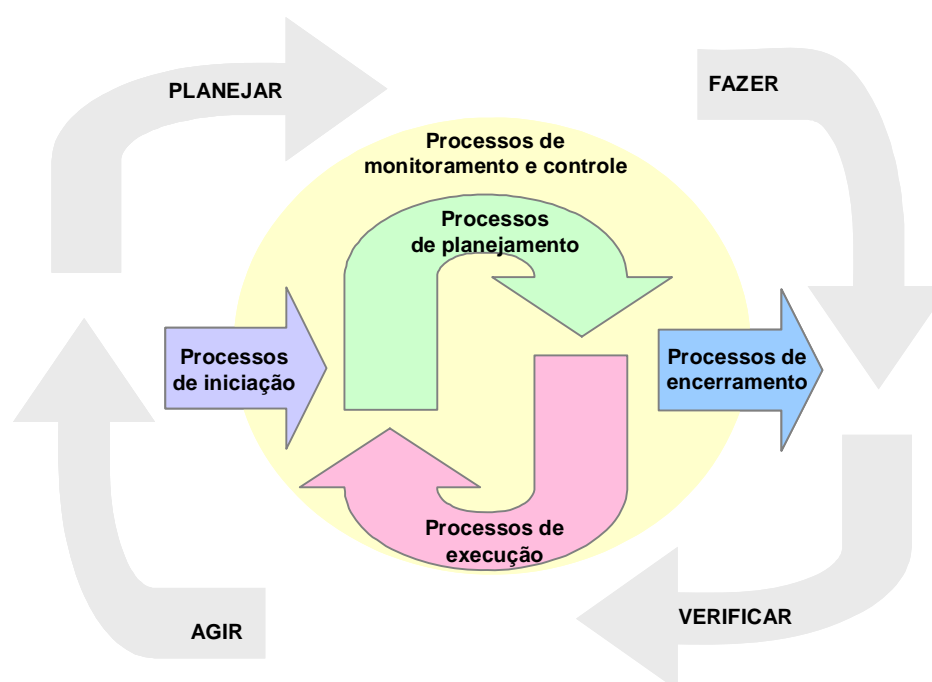 PLANEJAR
FAZER
Processos de
monitoramento e controle
Processos
de planejamento
Processos
de iniciação
Processos de
encerramento
Processos de
execução
AGIR
VERIFICAR